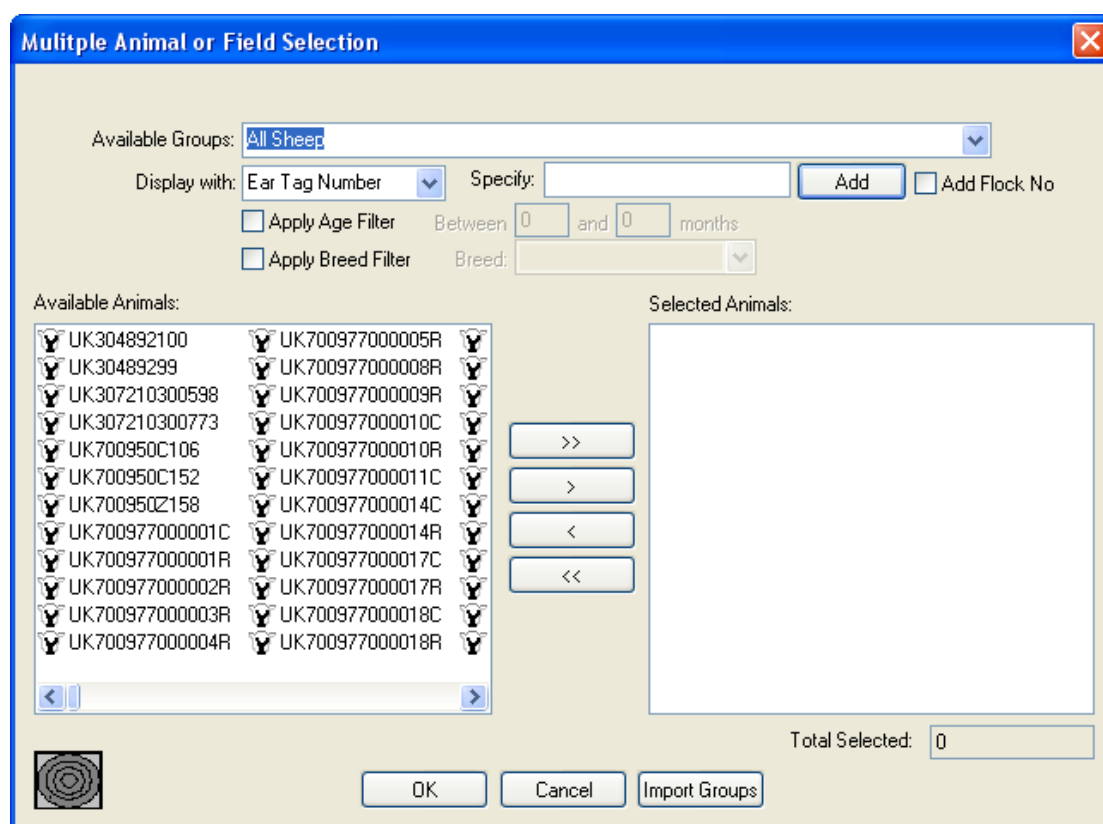 Mulitple Animal or Field Selection
Available Groups: All Sheep
Display with: Ear Tag Number Specify: Add Add Flock No
Apply Age Filter Between 0 and 0 months
Apply Breed Filter Breed:
Available Animals: Selected Animals:
UK304892100 UK700977000005R
UK30489299 UK700977000008R
UK307210300598 UK700977000009R
UK307210300773 UK700977000010C
UK700950C106 UK700977000010R
UK700950C152 UK700977000011C
UK700950Z158 UK700977000014C
UK700977000001C UK700977000014R
UK700977000001R UK700977000017C
UK700977000002R UK700977000017R
UK700977000003R UK700977000018C
UK700977000004R UK700977000018R
>>
>
<
<<
Total Selected: 0
OK Cancel Import Groups